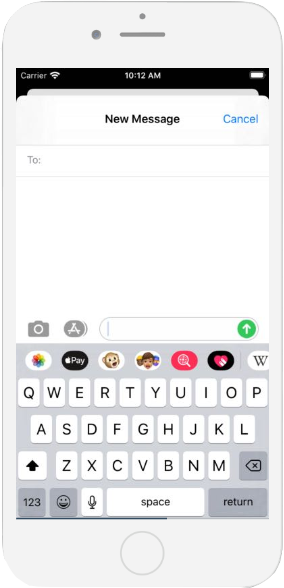 Carrier 10:12 AM
New Message Cancel
To:
Pay W
Q W E R T Y U I O P
A S D F G H J K L
Z X C V B N M
123 space return